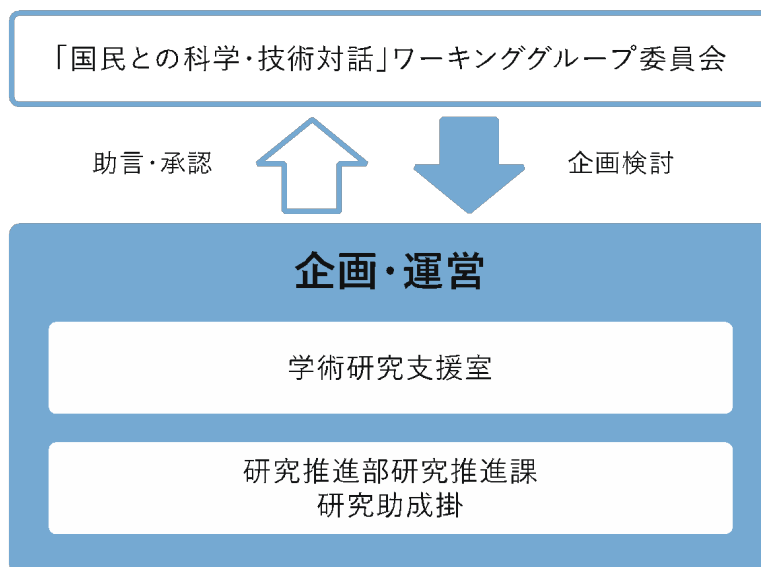 「国民との科学・技術対話」ワーキンググループ委員会
助言・承認
企画検討
企画・運営
学術研究支援室
研究推進部研究推進課
研究助成掛